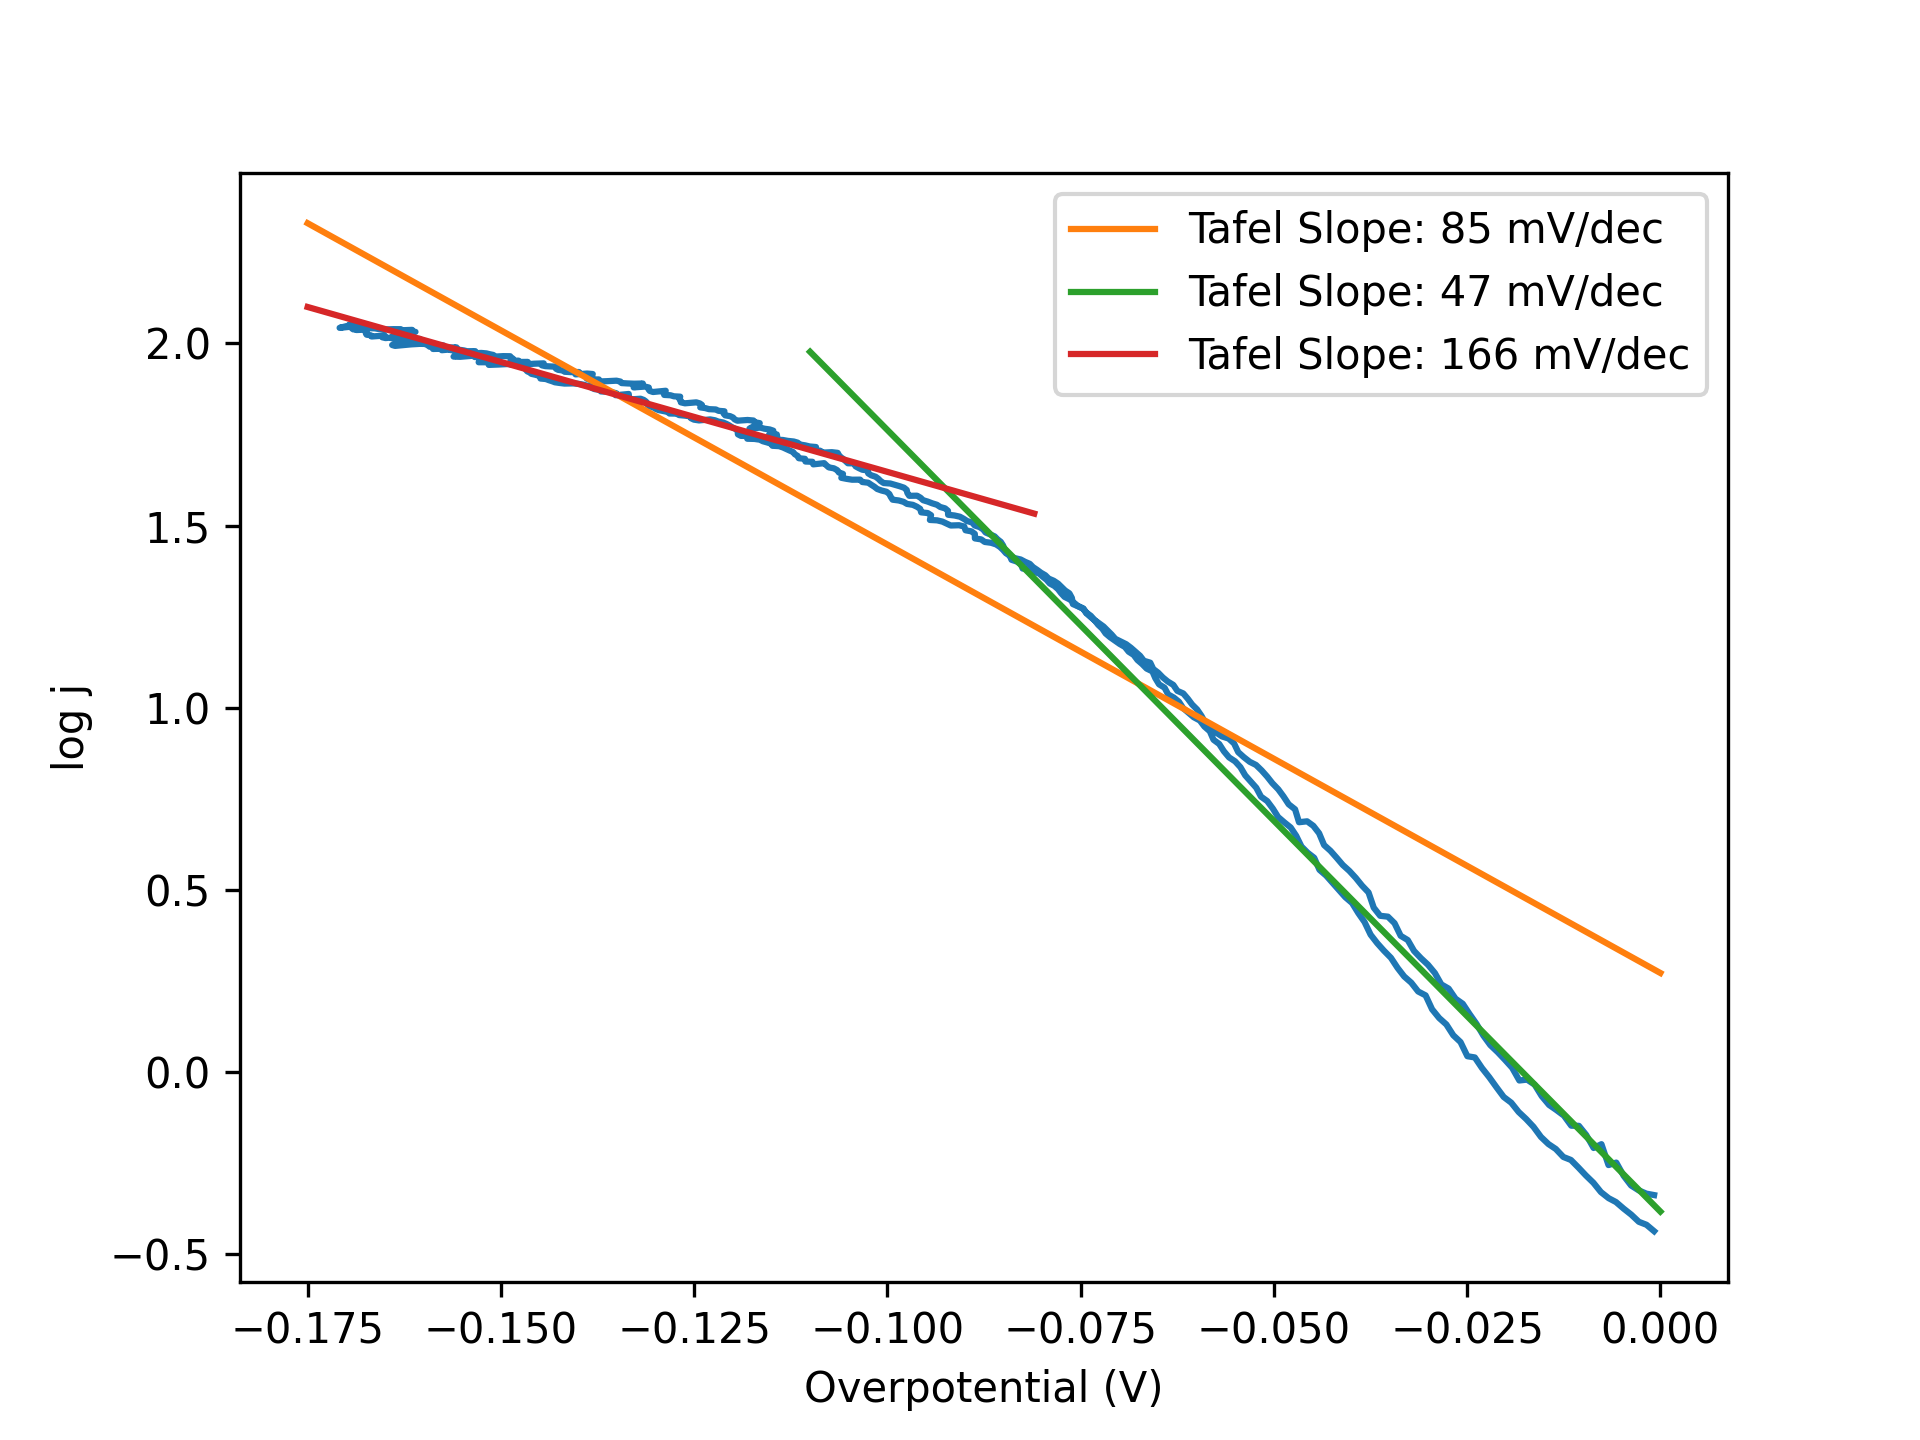 Tafel Slope: 85 mV/dec
Tafel Slope: 47 mV/dec
Tafel Slope: 166 mV/dec
2.0
1.5
1.0
0.5
0.0
−0.5
log j
−0.175 −0.150 −0.125 −0.100 −0.075 −0.050 −0.025 0.000
Overpotential (V)